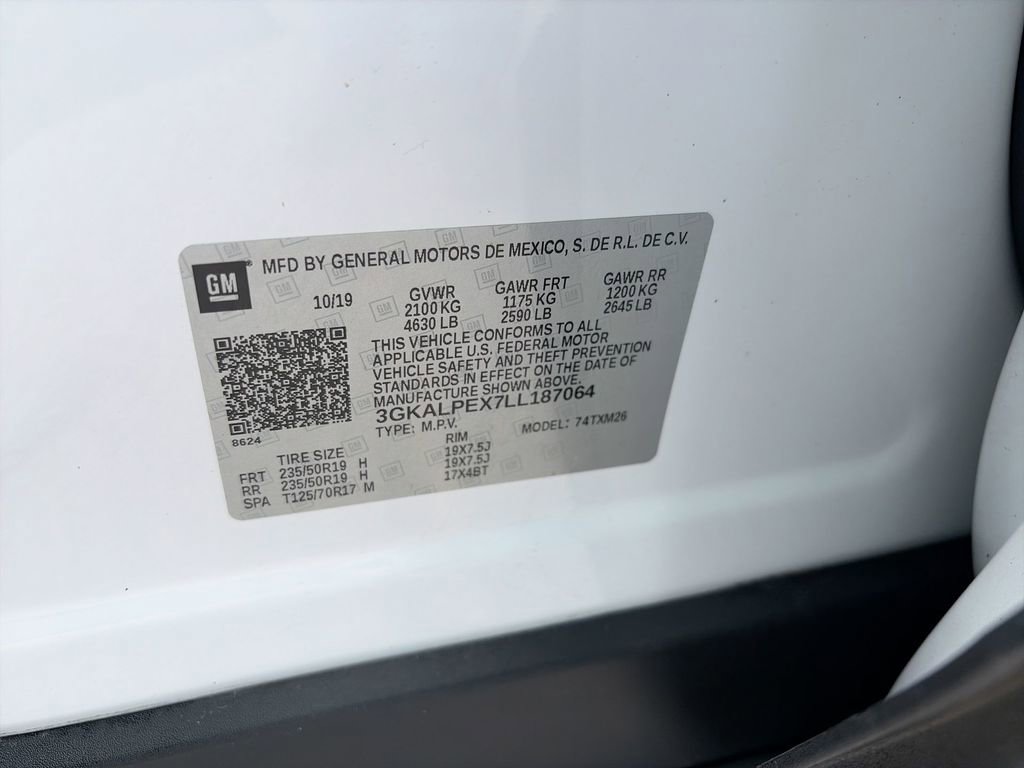 GM ® MFD BY GENERAL MOTORS DE MEXICO, S. DE R.L. DE C.V.
10/19 GVWR GAWR FRT GAWR RR
2100 KG 1175 KG 1200 KG
4630 LB 2590 LB 2645 LB
THIS VEHICLE CONFORMS TO ALL
APPLICABLE U.S. FEDERAL MOTOR
VEHICLE SAFETY AND THEFT PREVENTION
STANDARDS IN EFFECT ON THE DATE OF
MANUFACTURE SHOWN ABOVE.
3GKALPEX7LL187064
TYPE: M.P.V. MODEL: 74TXM26
8624
TIRE SIZE RIM
FRT 235/50R19 H 19X7.5J
RR 235/50R19 H 19X7.5J
SPA T125/70R17 M 17X4BT